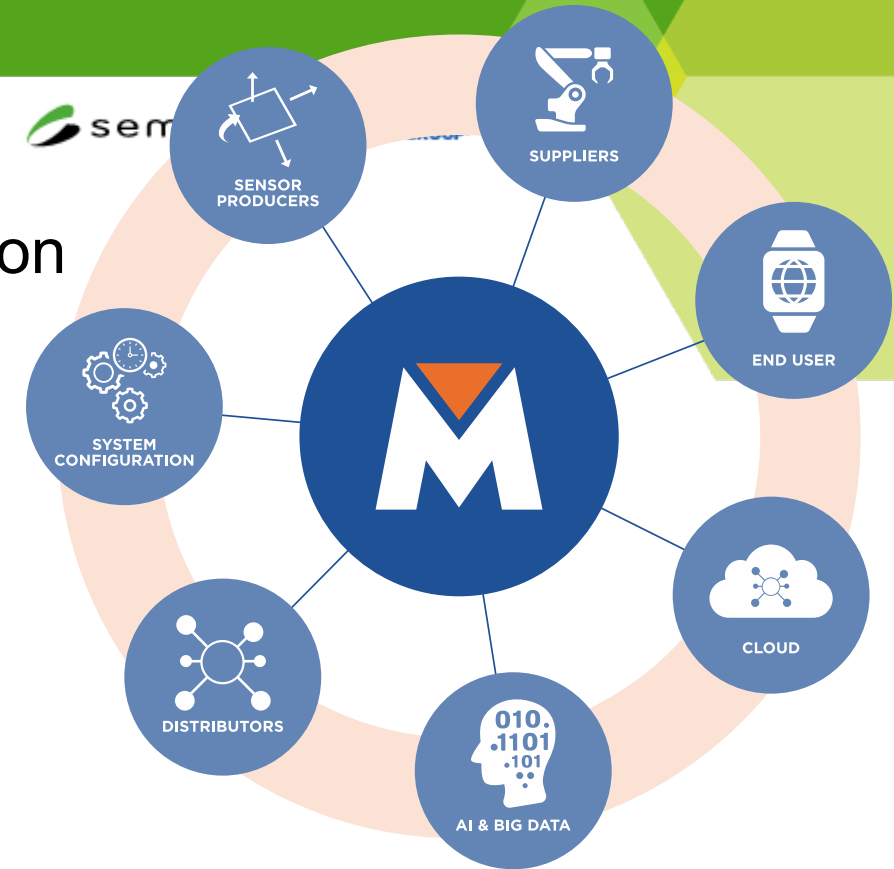 sem
SUPPLIERS
SENSOR
PRODUCERS
on
END USER
SYSTEM
CONFIGURATION
M
CLOUD
DISTRIBUTORS
010.
.1101
.101
AI & BIG DATA